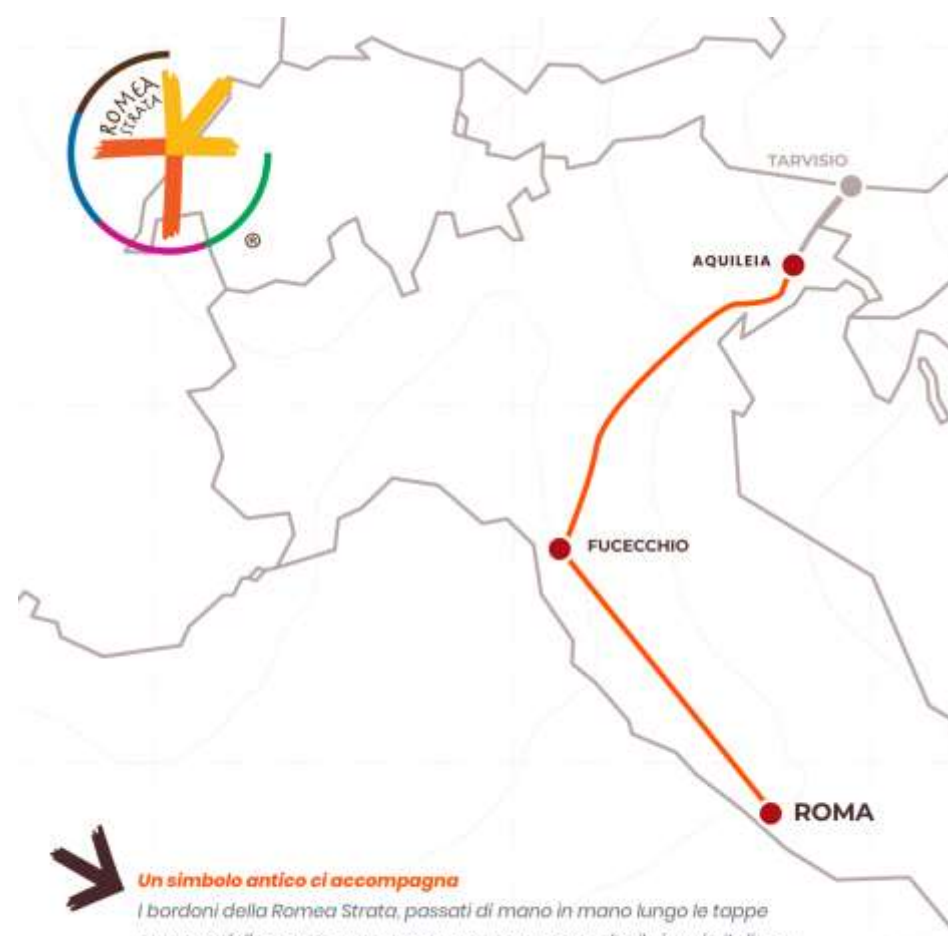 ROMEA
STRATA
®
TARVISIO
AQUILEIA
FUCECCHIO
ROMA
Un simbolo antico ci accompagna
I bordoni della Romea Strata, passati di mano in mano lungo le tappe